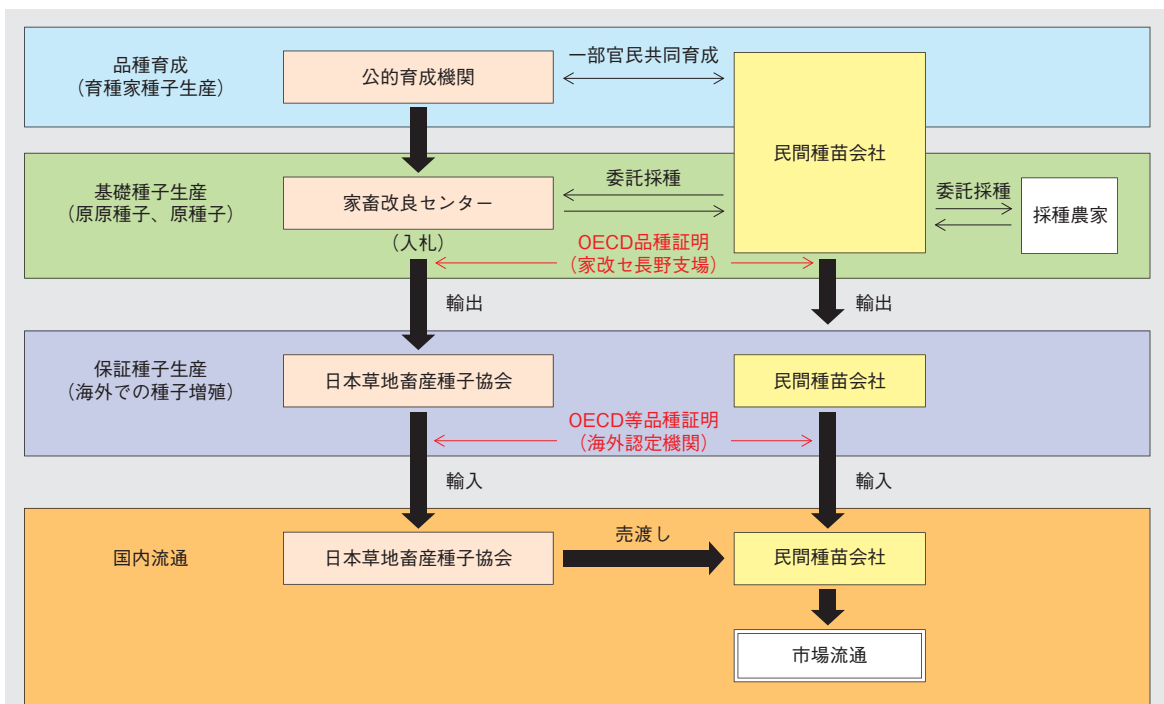 品種育成
（育種家種子生産）
公的育成機関
一部官民共同育成
民間種苗会社
基礎種子生産
（原原種子、原種子）
家畜改良センター
（入札）
委託採種
委託採種
採種農家
OECD品種証明
（家改セ長野支場）
輸出
輸出
保証種子生産
（海外での種子増殖）
日本草地畜産種子協会
民間種苗会社
OECD等品種証明
（海外認定機関）
輸入
輸入
国内流通
日本草地畜産種子協会
売渡し
民間種苗会社
市場流通